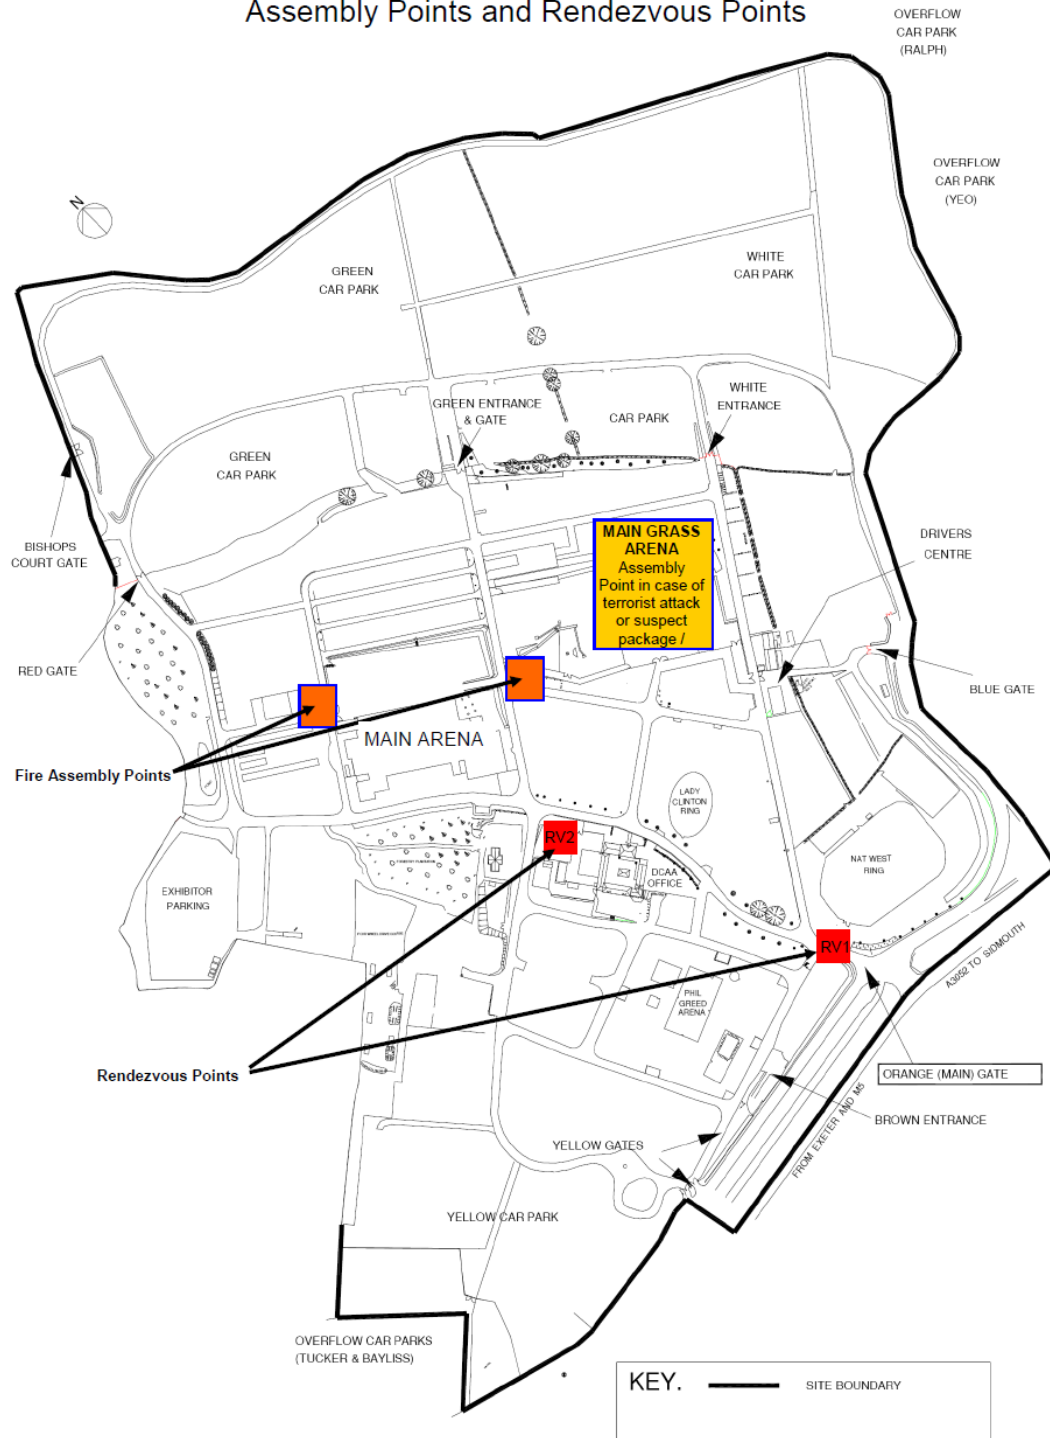 Assembly Points and Rendezvous Points
OVERFLOW
CAR PARK
(RALPH)
OVERFLOW
CAR PARK
(YEO)
N
GREEN
CAR PARK
WHITE
CAR PARK
WHITE
ENTRANCE
GREEN ENTRANCE
& GATE
CAR PARK
GREEN
CAR PARK
BISHOPS
COURT GATE
MAIN GRASS
ARENA
Assembly
Point in case of
terrorist attack
or suspect
package /
DRIVERS
CENTRE
RED GATE
BLUE GATE
MAIN ARENA
Fire Assembly Points
LADY
CLINTON
RING
RV2
NAT WEST
RING
DCAA
OFFICE
EXHIBITOR
PARKING
RV1
A3052 TO SIDMOUTH
PHIL
GREED
ARENA
Rendezvous Points
ORANGE (MAIN) GATE
BROWN ENTRANCE
FROM EXETER AND M5
YELLOW GATES
YELLOW CAR PARK
OVERFLOW CAR PARKS
(TUCKER & BAYLISS)
KEY.
SITE BOUNDARY